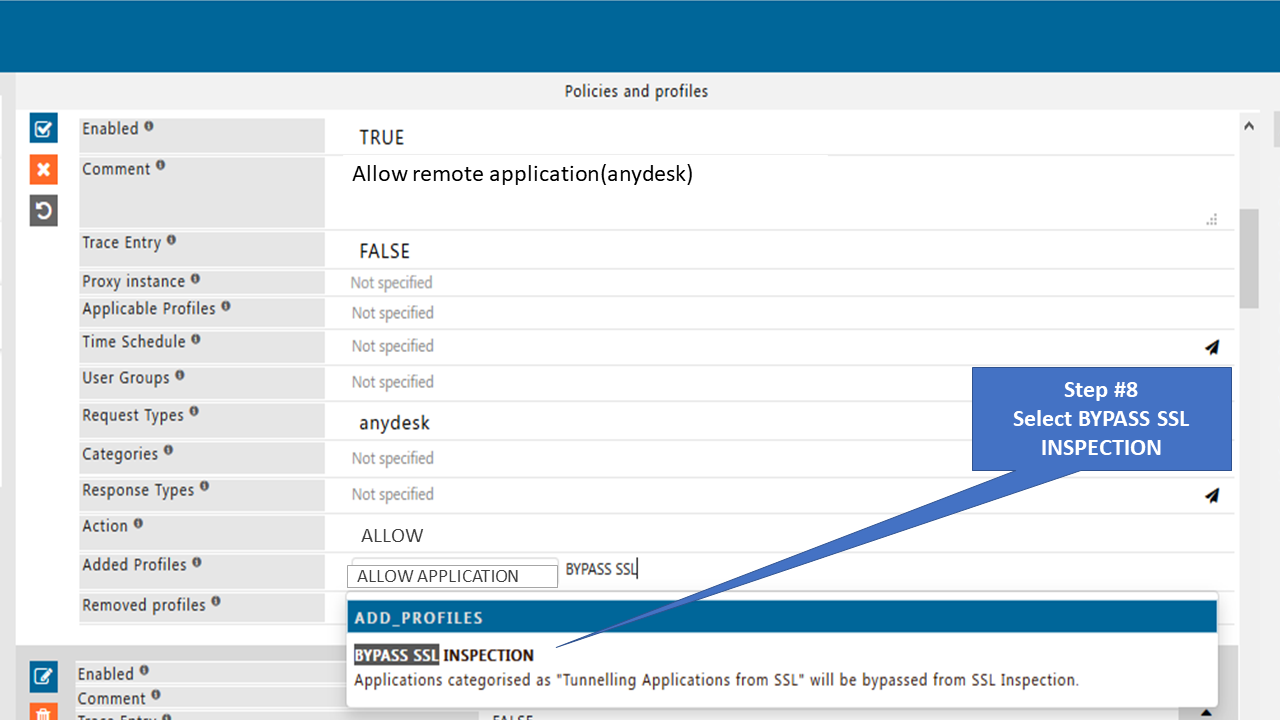 Policies and profiles
Enabled
TRUE
Comment
Allow remote application(anydesk)
Trace Entry
FALSE
Proxy instance
Not specified
Applicable Profiles
Not specified
Time Schedule
Not specified
User Groups
Not specified
Request Types
anydesk
Categories
Not specified
Response Types
Not specified
Action
ALLOW
Added Profiles
ALLOW APPLICATION
BYPASS SSL
Removed profiles
Step #8
Select BYPASS SSL
INSPECTION
ADD_PROFILES
BYPASS SSL INSPECTION
Applications categorised as "Tunnelling Applications from SSL" will be bypassed from SSL Inspection.
Enabled
Comment
Trace Entry
FALSE